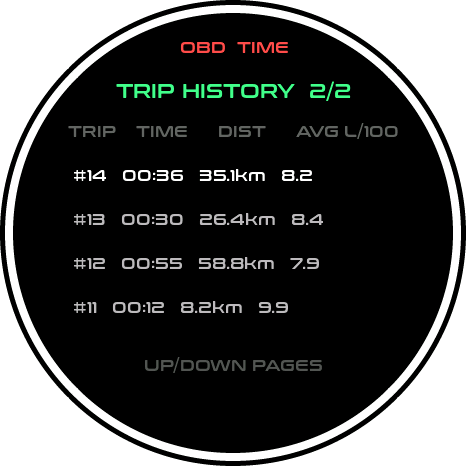 OBD TIME
TRIP HISTORY 2/2
TRIP TIME DIST AVG L/100
#14 00:36 35.1km 8.2
#13 00:30 26.4km 8.4
#12 00:55 58.8km 7.9
#11 00:12 8.2km 9.9
UP/DOWN PAGES